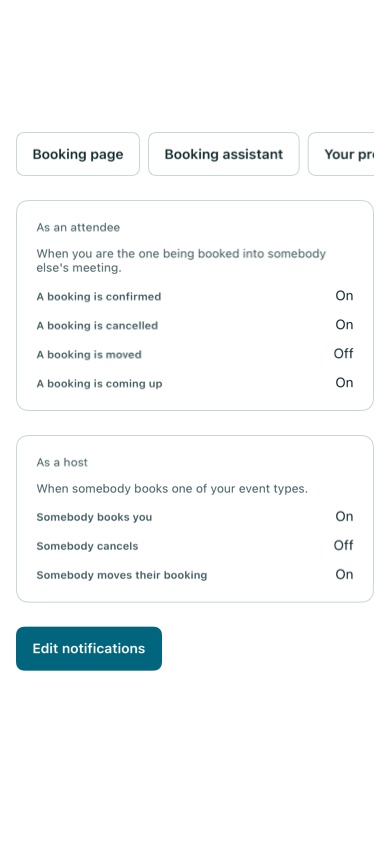 Booking page
Booking assistant
Your pr
As an attendee
When you are the one being booked into somebody
else's meeting.
A booking is confirmed On
A booking is cancelled On
A booking is moved Off
A booking is coming up On
As a host
When somebody books one of your event types.
Somebody books you On
Somebody cancels Off
Somebody moves their booking On
Edit notifications